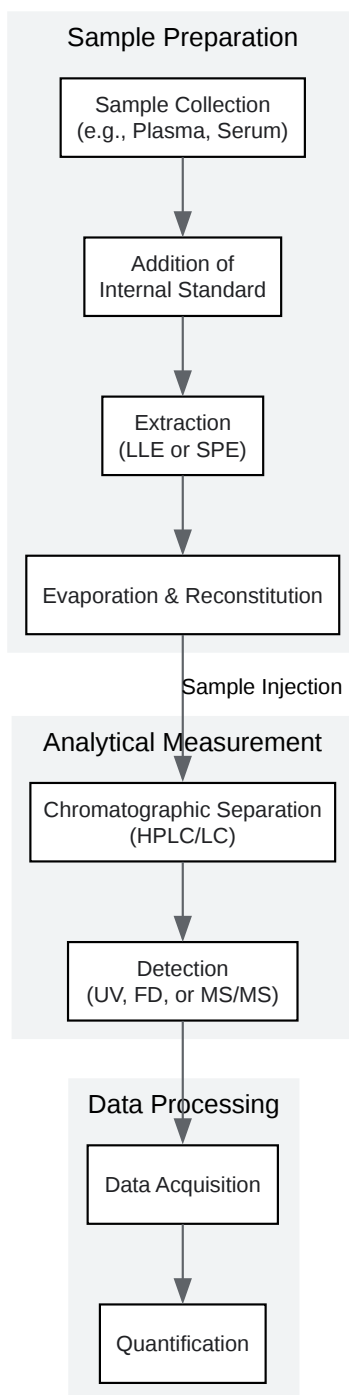 Sample Preparation
Sample Collection
(e.g., Plasma, Serum)
Addition of
Internal Standard
Extraction
(LLE or SPE)
Evaporation & Reconstitution
Sample Injection
Analytical Measurement
Chromatographic Separation
(HPLC/LC)
Detection
(UV, FD, or MS/MS)
Data Processing
Data Acquisition
Quantification